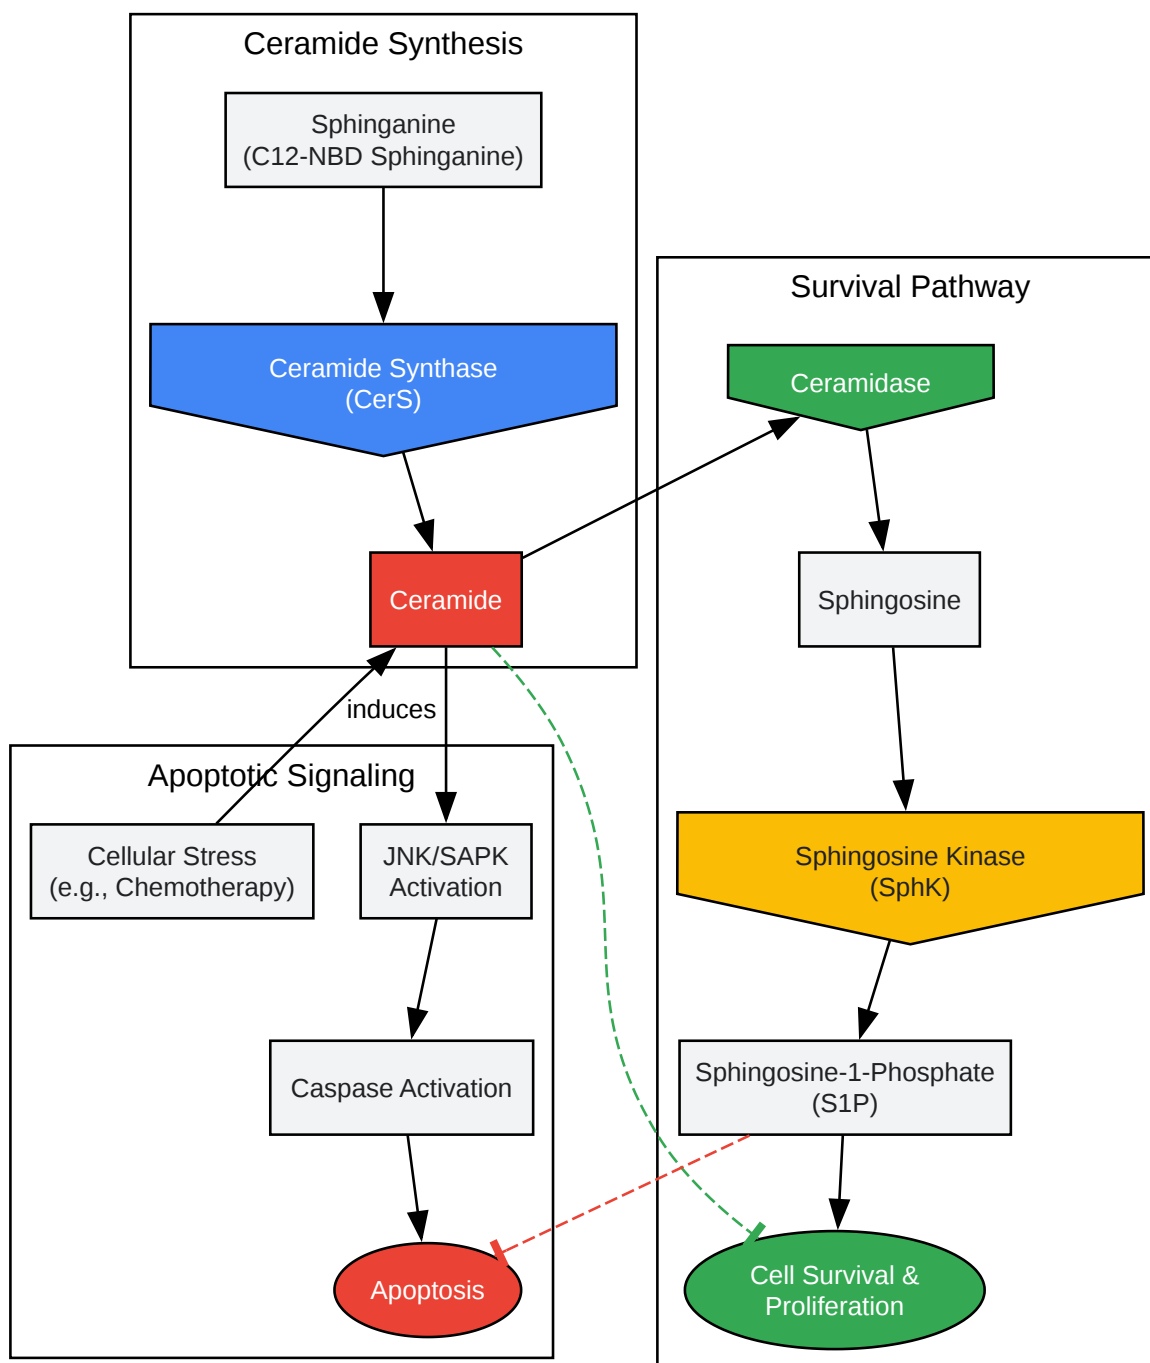 Ceramide Synthesis
Sphinganine
(C12-NBD Sphinganine)
Ceramide Synthase
(CerS)
Ceramide
induces
Survival Pathway
Ceramidase
Sphingosine
Sphingosine Kinase
(SphK)
Sphingosine-1-Phosphate
(S1P)
Cell Survival &
Proliferation
Apoptotic Signaling
Cellular Stress
(e.g., Chemotherapy)
JNK/SAPK
Activation
Caspase Activation
Apoptosis